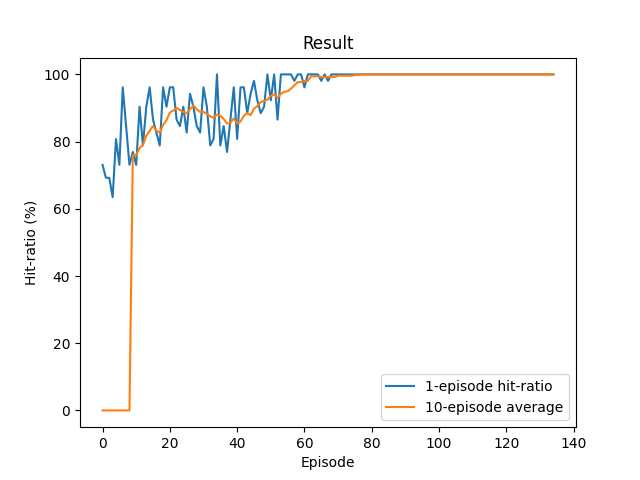 Result
Hit-ratio (%)
100
80
60
40
20
0
1-episode hit-ratio
10-episode average
0 20 40 60 80 100 120 140
Episode